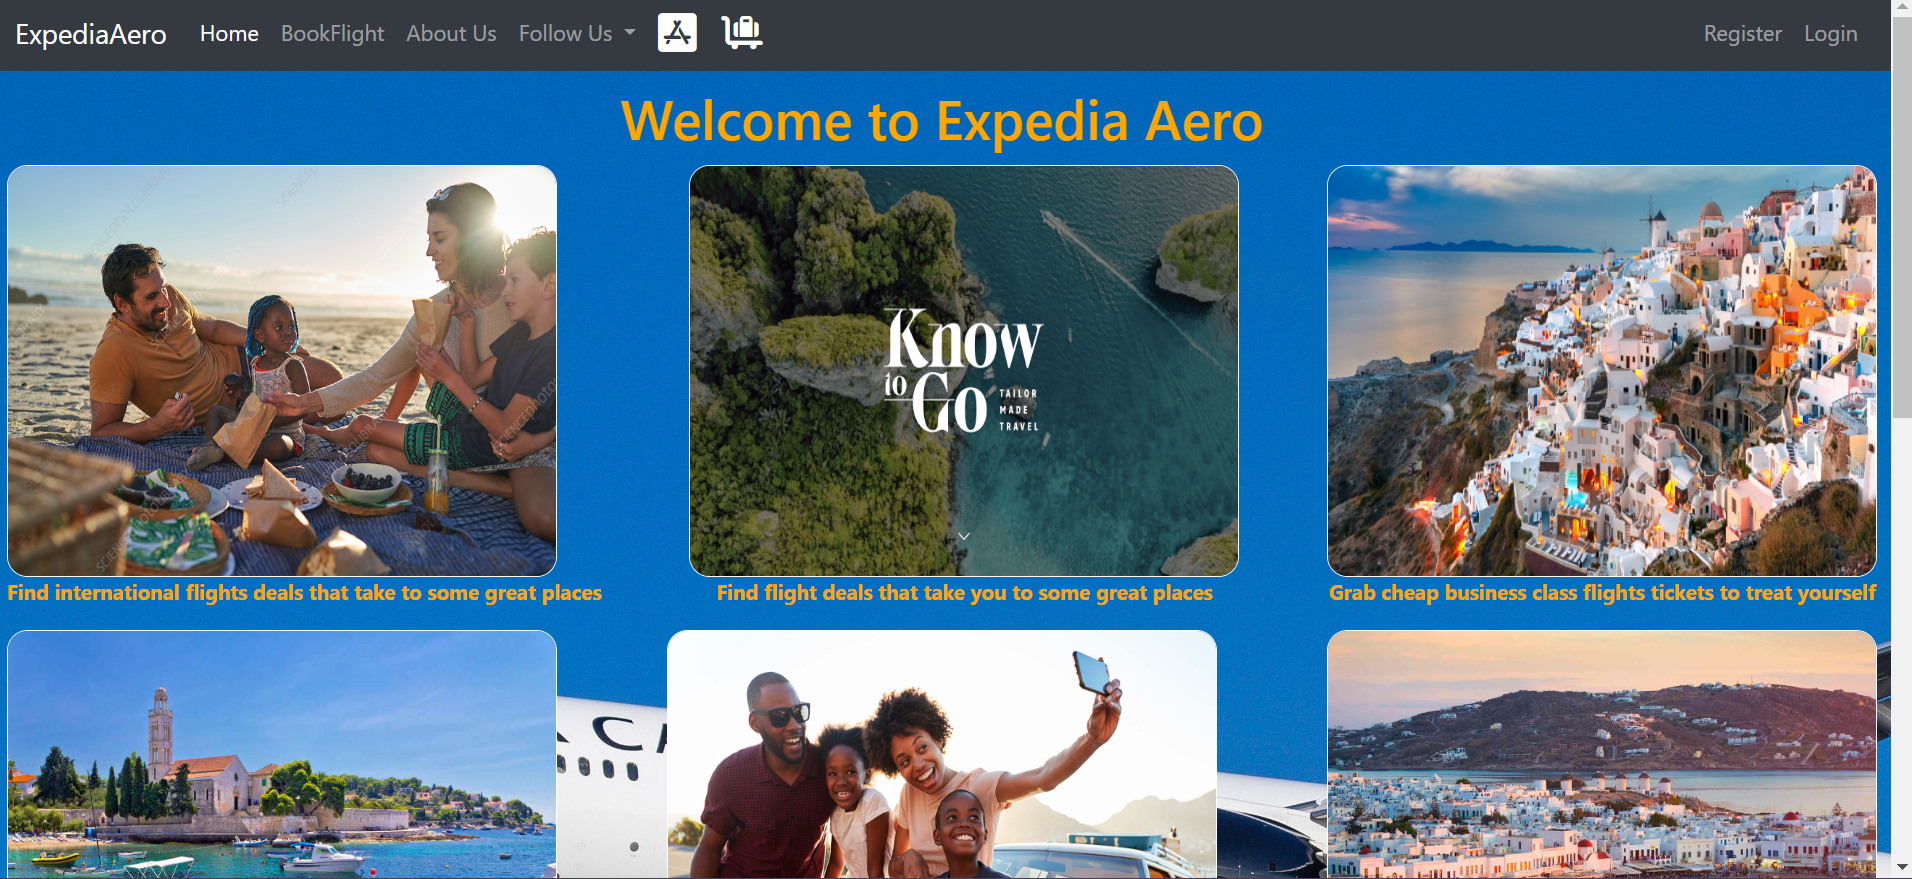 ExpediaAero Home BookFlight About Us Follow Us Register Login
Welcome to Expedia Aero
Know
to
Go
TAILOR
MADE
TRAVEL
Find international flights deals that take to some great places
Find flight deals that take you to some great places
Grab cheap business class flights tickets to treat yourself